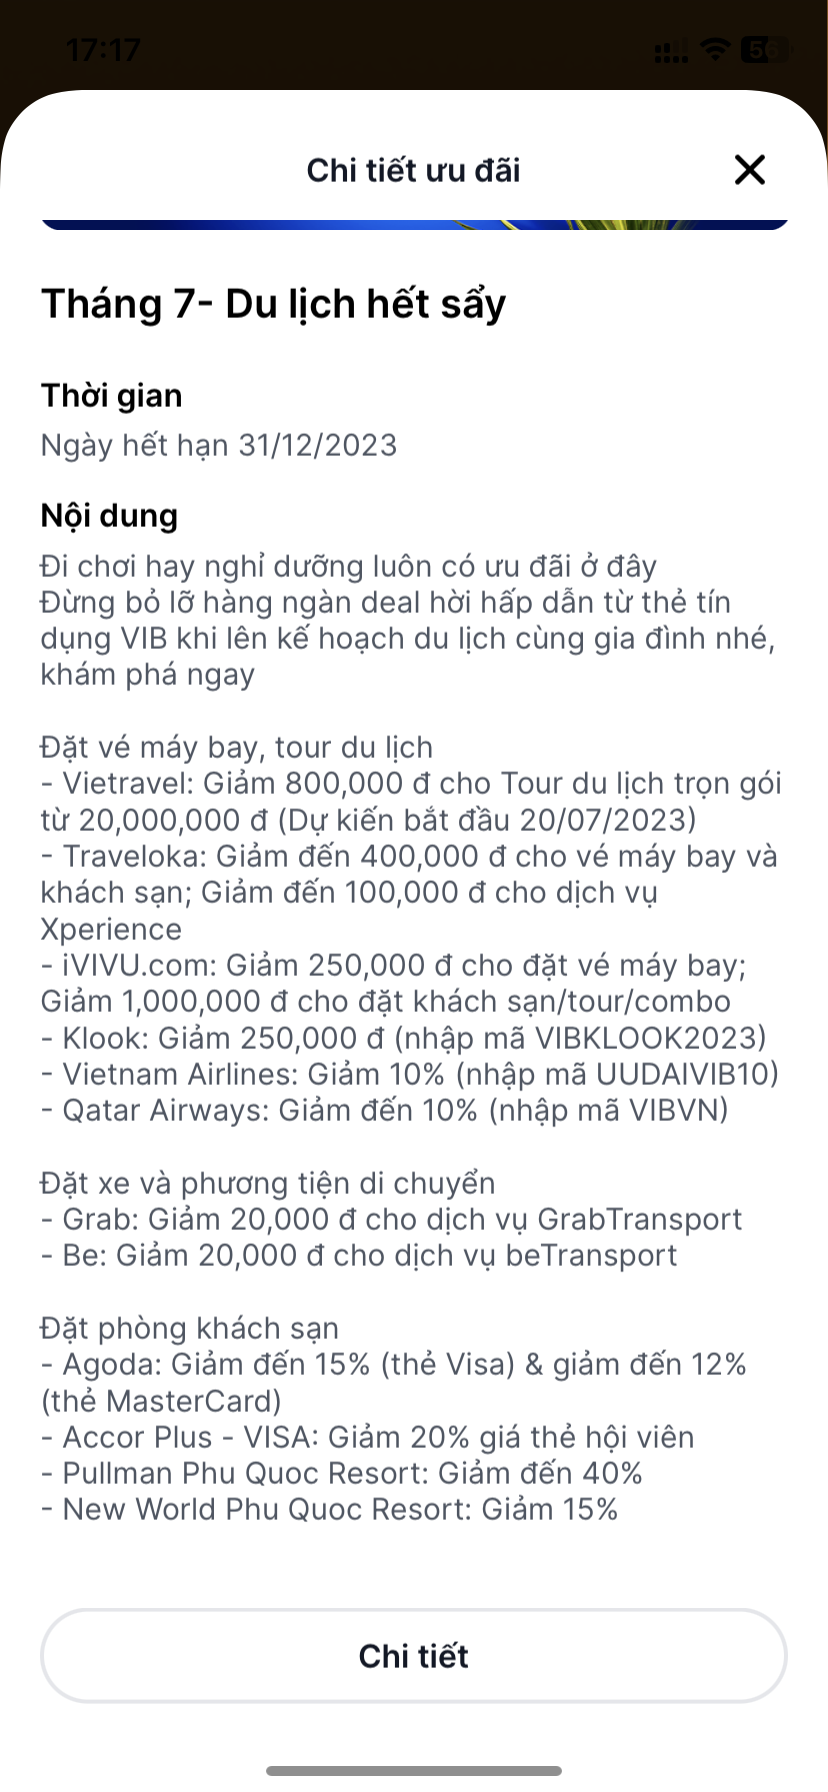 17:17
56
Chi tiết ưu đãi
Tháng 7- Du lịch hết sẩy
Thời gian
Ngày hết hạn 31/12/2023
Nội dung
Đi chơi hay nghỉ dưỡng luôn có ưu đãi ở đây
Đừng bỏ lỡ hàng ngàn deal hời hấp dẫn từ thẻ tín
dụng VIB khi lên kế hoạch du lịch cùng gia đình nhé,
khám phá ngay
Đặt vé máy bay, tour du lịch
- Vietravel: Giảm 800,000 đ cho Tour du lịch trọn gói
từ 20,000,000 đ (Dự kiến bắt đầu 20/07/2023)
- Traveloka: Giảm đến 400,000 đ cho vé máy bay và
khách sạn; Giảm đến 100,000 đ cho dịch vụ
Xperience
- iVIVU.com: Giảm 250,000 đ cho đặt vé máy bay;
Giảm 1,000,000 đ cho đặt khách sạn/tour/combo
- Klook: Giảm 250,000 đ (nhập mã VIBKLOOK2023)
- Vietnam Airlines: Giảm 10% (nhập mã UUDAIVIB10)
- Qatar Airways: Giảm đến 10% (nhập mã VIBVN)
Đặt xe và phương tiện di chuyển
- Grab: Giảm 20,000 đ cho dịch vụ GrabTransport
- Be: Giảm 20,000 đ cho dịch vụ beTransport
Đặt phòng khách sạn
- Agoda: Giảm đến 15% (thẻ Visa) & giảm đến 12%
(thẻ MasterCard)
- Accor Plus - VISA: Giảm 20% giá thẻ hội viên
- Pullman Phu Quoc Resort: Giảm đến 40%
- New World Phu Quoc Resort: Giảm 15%
Chi tiết